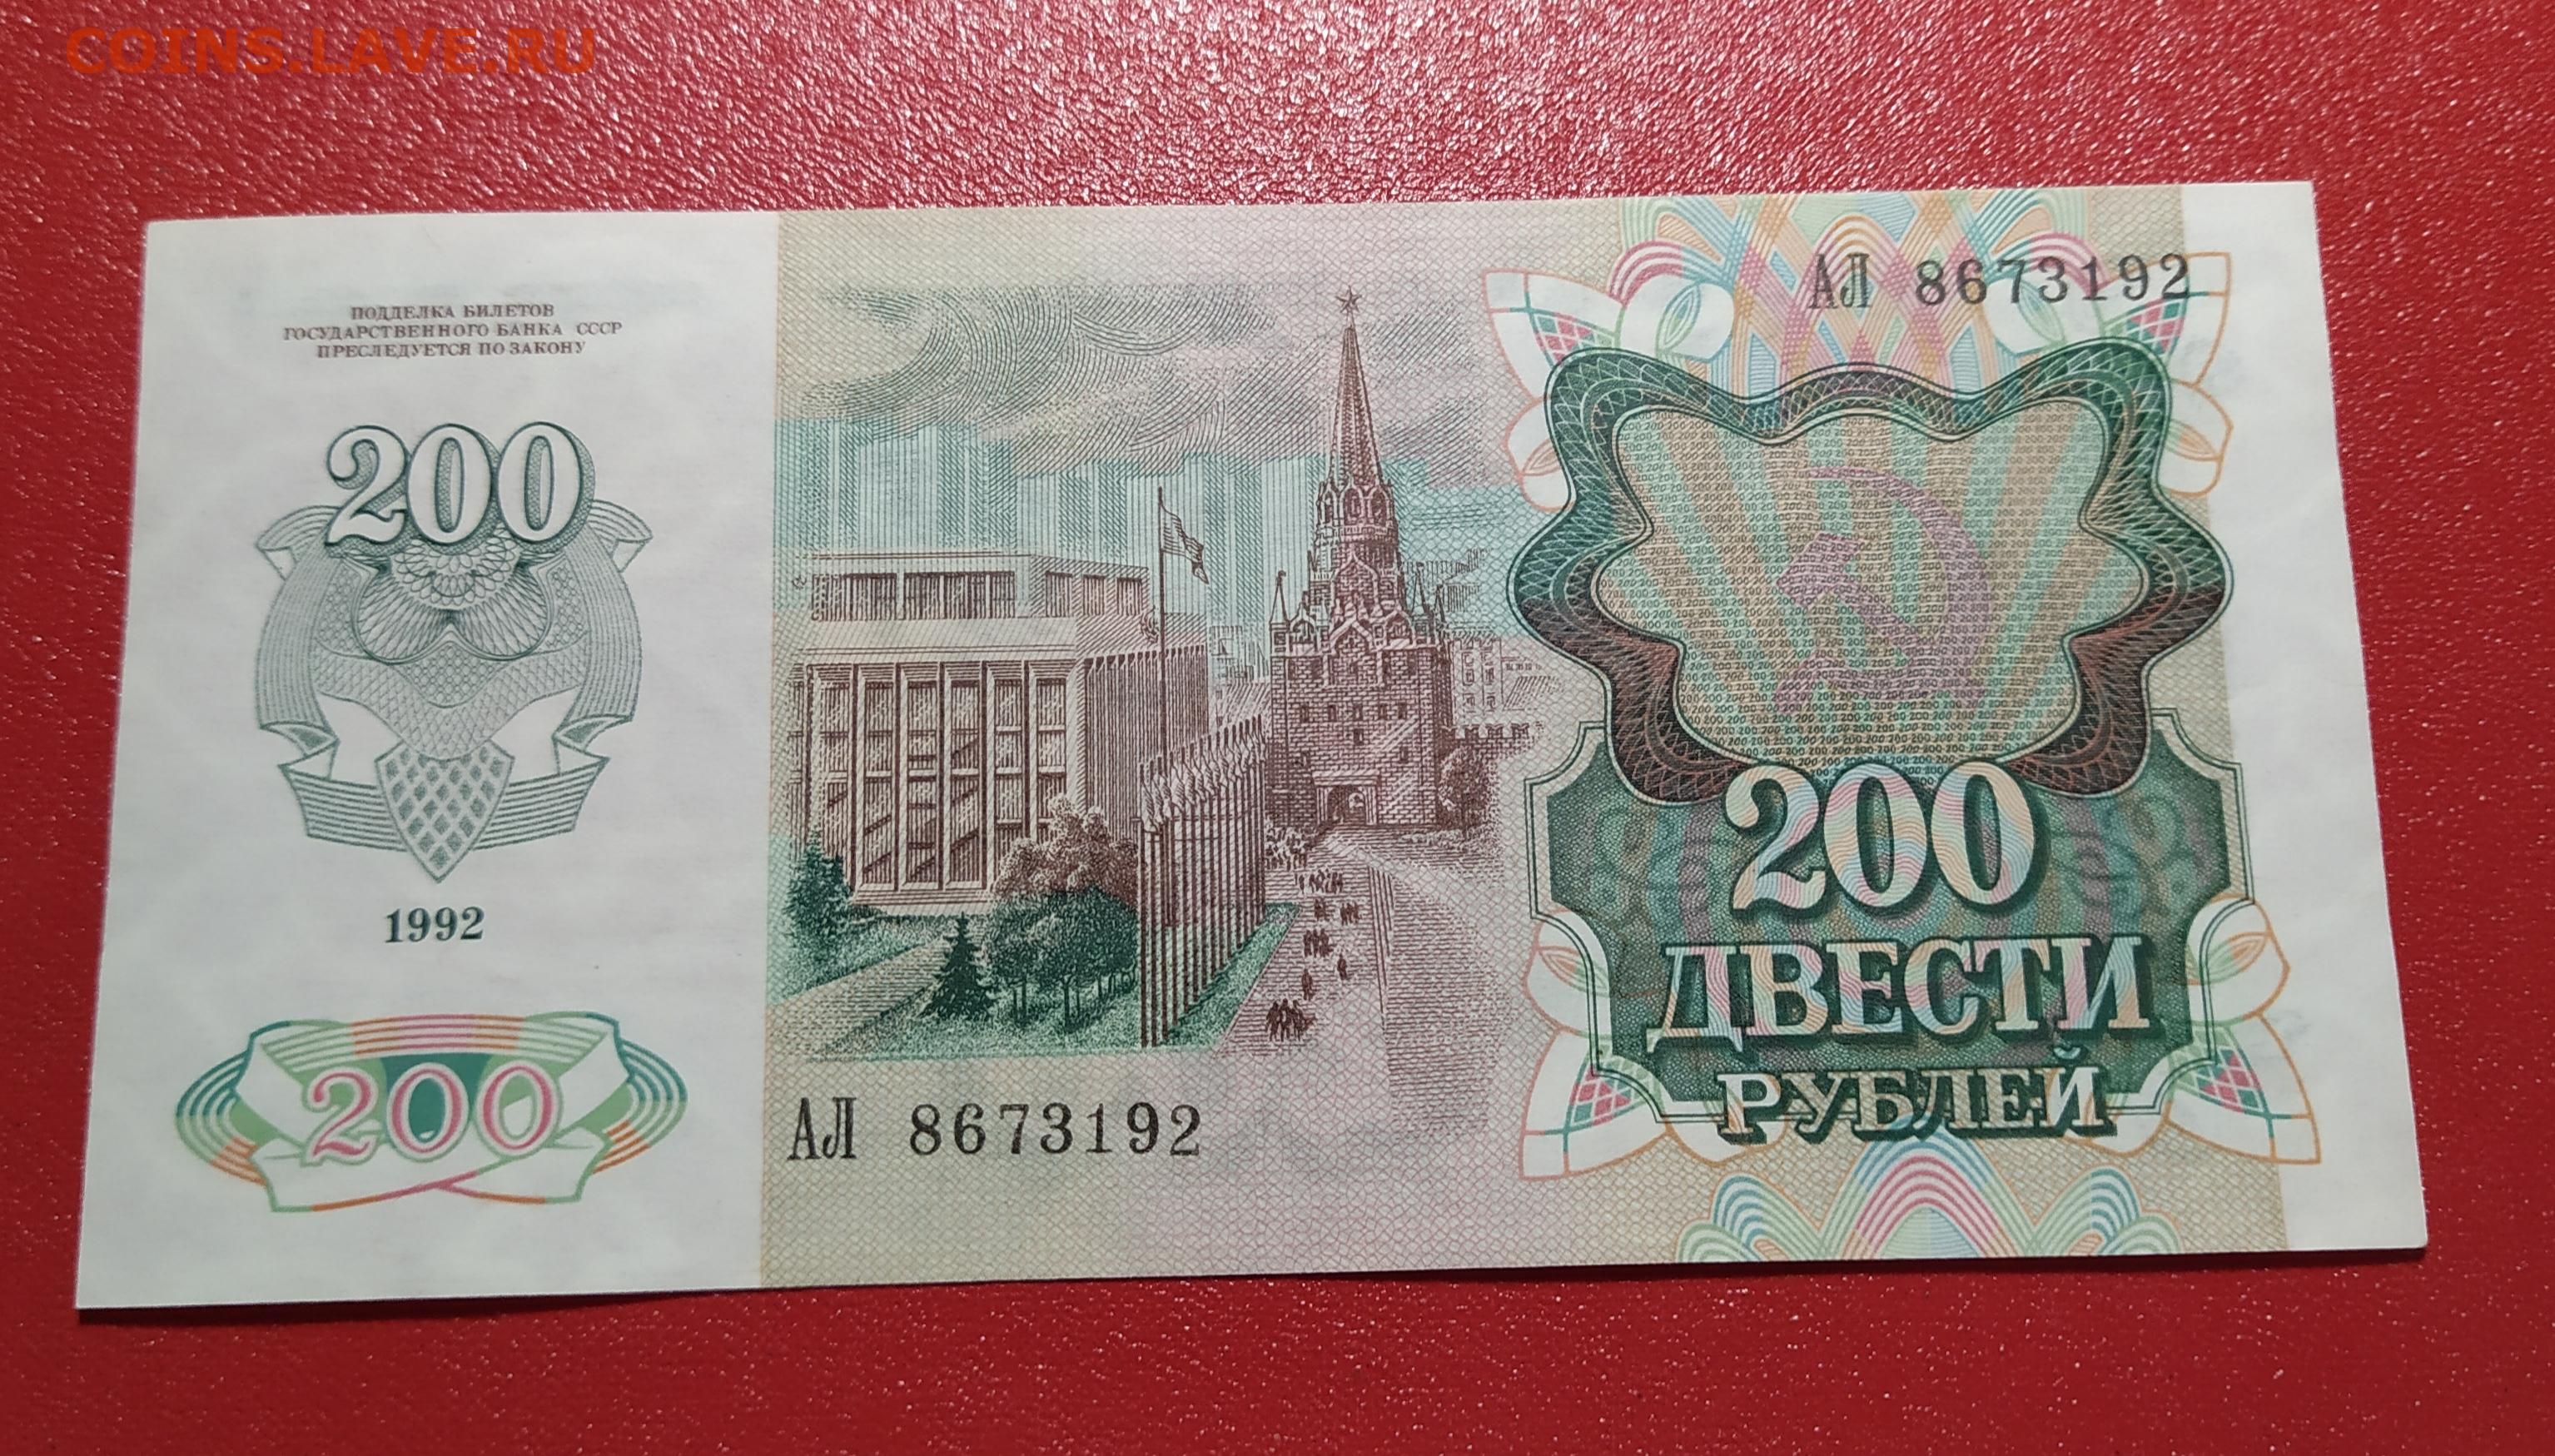 COINS.LAVE.RU
ПОДДЕЛКА БИЛЕТОВ
ГОСУДАРСТВЕННОГО БАНКА СССР
ПРЕСЛЕДУЕТСЯ ПО ЗАКОНУ
200
1992
200
АЛ 8673192
АЛ 8673192
200
ДВЕСТИ
РУБЛЕЙ